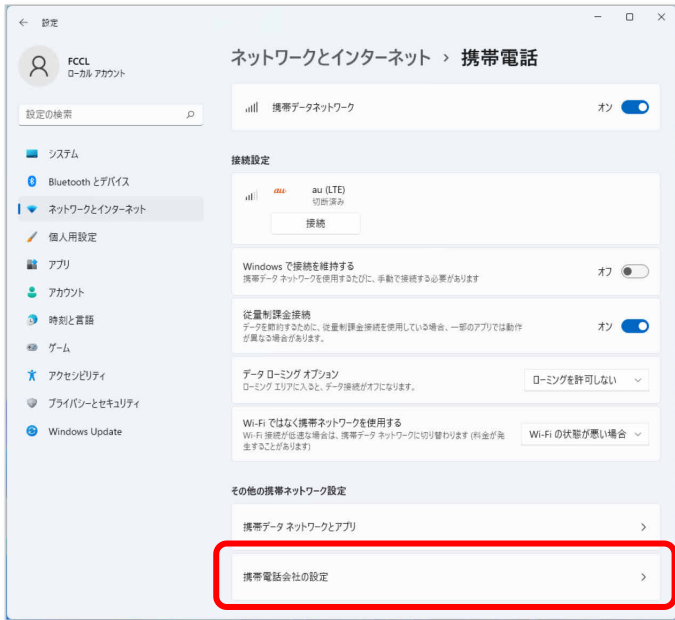 ← 設定
FCCL
ローカル アカウント
設定の検索
システム
Bluetooth とデバイス
ネットワークとインターネット
個人用設定
アプリ
アカウント
時刻と言語
ゲーム
アクセシビリティ
プライバシーとセキュリティ
Windows Update
ネットワークとインターネット › 携帯電話
携帯データネットワーク
オン
接続設定
au
au (LTE)
切断済み
接続
Windows で接続を維持する
携帯データ ネットワークを使用するたびに、手動で接続する必要があります
オフ
従量制課金接続
データを節約するために、従量制課金接続を使用している場合、一部のアプリでは動作
が異なる場合があります。
オン
データ ローミング オプション
ローミング エリアに入ると、データ接続がオフになります。
ローミングを許可しない
Wi-Fi ではなく携帯ネットワークを使用する
Wi-Fi 接続が低速な場合は、携帯データ ネットワークに切り替わります (料金が発
生することがあります)
Wi-Fi の状態が悪い場合
その他の携帯ネットワーク設定
携帯データ ネットワークとアプリ
携帯電話会社の設定